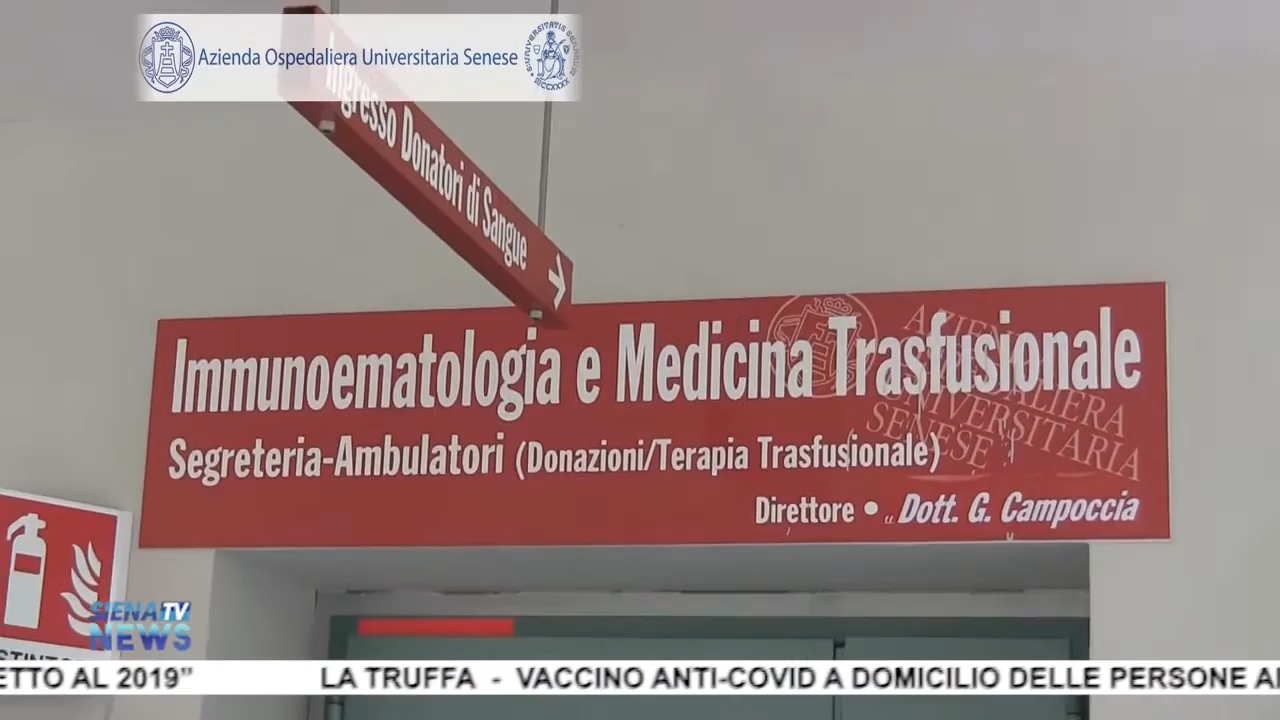 Azienda Ospedaliera Universitaria Senese
Ingresso Donatori di Sangue
Immunoematologia e Medicina Trasfusionale
Segreteria-Ambulatori (Donazioni/Terapia Trasfusionale)
Direttore • Dott. G. Campoccia
AZIENDA
OSPEDALIERA
UNIVERSITARIA
SENESE
SIENA TV
NEWS
ETTO AL 2019” LA TRUFFA - VACCINO ANTI-COVID A DOMICILIO DELLE PERSONE